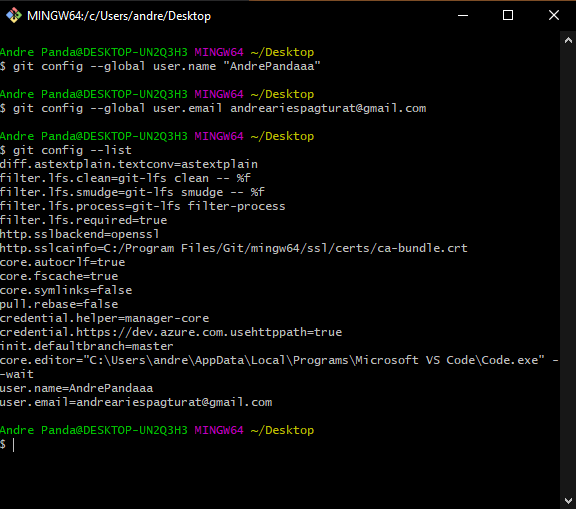 MINGW64:/c/Users/andre/Desktop
Andre Panda@DESKTOP-UN2Q3H3 MINGW64 ~/Desktop
$ git config --global user.name "AndrePandaaa"
Andre Panda@DESKTOP-UN2Q3H3 MINGW64 ~/Desktop
$ git config --global user.email andreariespagturat@gmail.com
Andre Panda@DESKTOP-UN2Q3H3 MINGW64 ~/Desktop
$ git config --list
diff.astextplain.textconv=astextplain
filter.lfs.clean=git-lfs clean -- %f
filter.lfs.smudge=git-lfs smudge -- %f
filter.lfs.process=git-lfs filter-process
filter.lfs.required=true
http.sslbackend=openssl
http.sslcainfo=C:/Program Files/Git/mingw64/ssl/certs/ca-bundle.crt
core.autocrlf=true
core.fscache=true
core.symlinks=false
pull.rebase=false
credential.helper=manager-core
credential.https://dev.azure.com.usehttppath=true
init.defaultbranch=master
core.editor="C:\Users\andre\AppData\Local\Programs\Microsoft VS Code\Code.exe" -
-wait
user.name=AndrePandaaa
user.email=andreariespagturat@gmail.com
Andre Panda@DESKTOP-UN2Q3H3 MINGW64 ~/Desktop
$